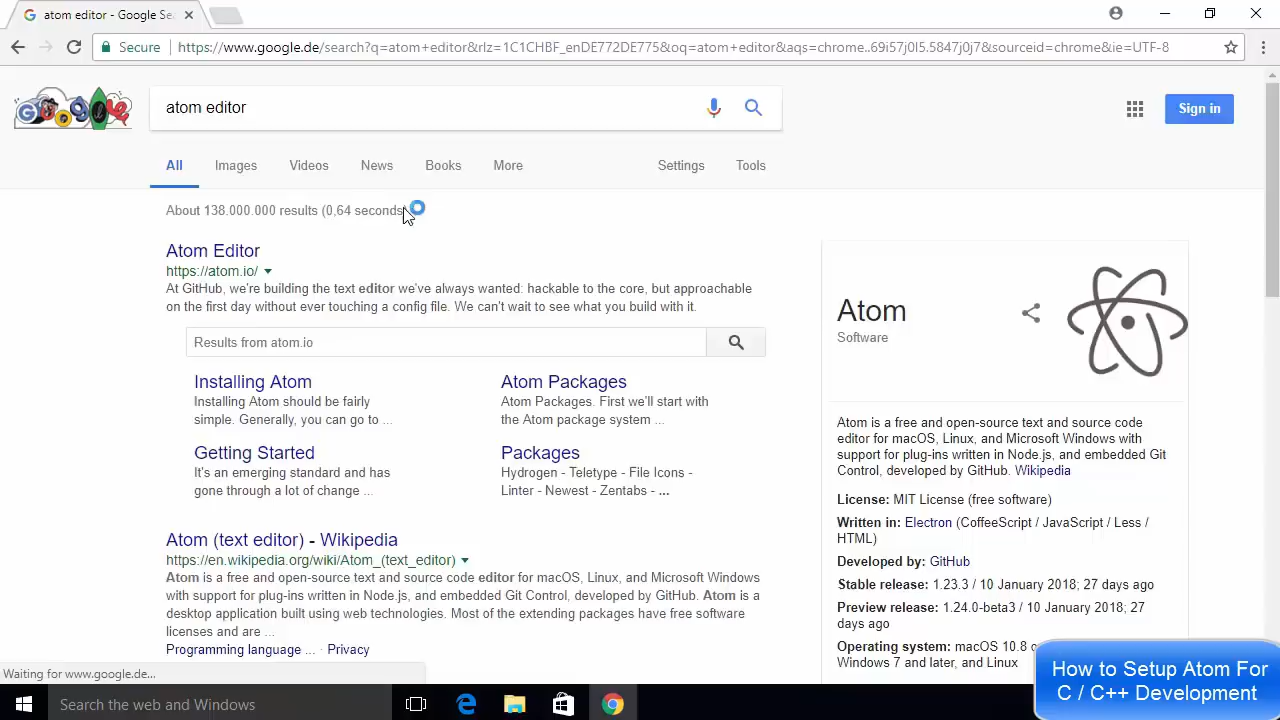 atom editor - Google Se
Secure
https://www.google.de/search?q=atom+editor&rlz=1C1CHBF_enDE772DE775&oq=atom+editor&aqs=chrome..69i57j0l5.5847j0j7&sourceid=chrome&ie=UTF-8
Google
atom editor
Sign in
All Images Videos News Books More Settings Tools
About 138.000.000 results (0,64 seconds)
Atom Editor
https://atom.io/
At GitHub, we're building the text editor we've always wanted: hackable to the core, but approachable
on the first day without ever touching a config file. We can't wait to see what you build with it.
Results from atom.io
Installing Atom
Installing Atom should be fairly
simple. Generally, you can go to ...
Atom Packages
Atom Packages. First we'll start with
the Atom package system ...
Getting Started
It's an emerging standard and has
gone through a lot of change ...
Packages
Hydrogen - Teletype - File Icons -
Linter - Newest - Zentabs - ...
Atom (text editor) - Wikipedia
https://en.wikipedia.org/wiki/Atom_(text_editor)
Atom is a free and open-source text and source code editor for macOS, Linux, and Microsoft Windows
with support for plug-ins written in Node.js, and embedded Git Control, developed by GitHub. Atom is a
desktop application built using web technologies. Most of the extending packages have free software
licenses and are ...
Programming language ... · Privacy
Atom
Software
Atom is a free and open-source text and source code
editor for macOS, Linux, and Microsoft Windows with
support for plug-ins written in Node.js, and embedded Git
Control, developed by GitHub. Wikipedia
License: MIT License (free software)
Written in: Electron (CoffeeScript / JavaScript / Less /
HTML)
Developed by: GitHub
Stable release: 1.23.3 / 10 January 2018; 27 days ago
Preview release: 1.24.0-beta3 / 10 January 2018; 27
days ago
Operating system: macOS 10.8
Windows 7 and later, and Linux
Waiting for www.google.de...
How to Setup Atom For
C / C++ Development
Search the web and Windows